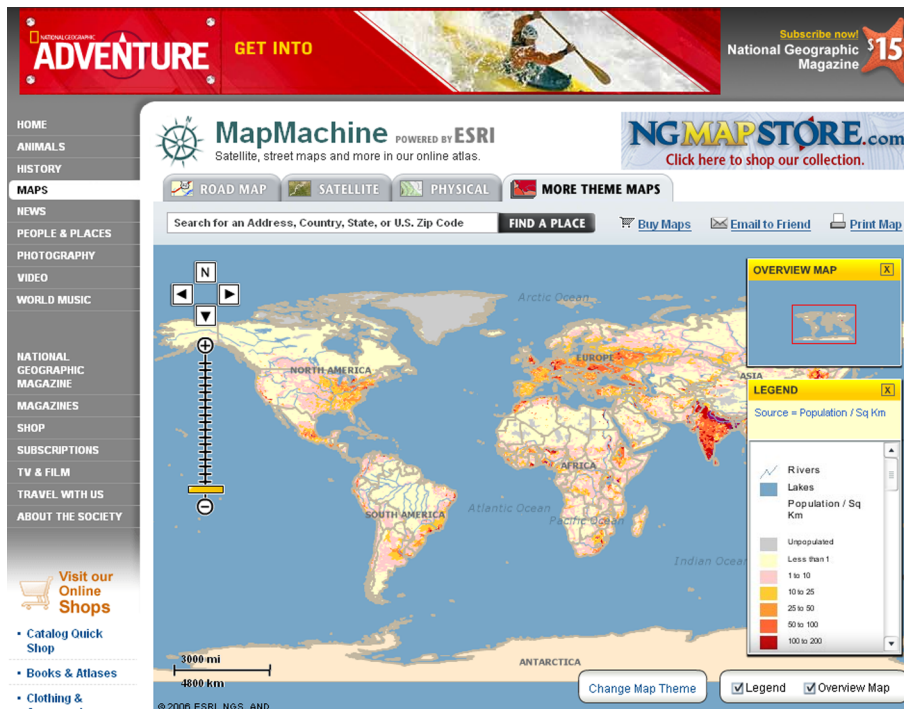 NATIONAL GEOGRAPHIC
ADVENTURE
GET INTO
Subscribe now!
National Geographic
Magazine
$15
HOME
ANIMALS
HISTORY
MAPS
NEWS
PEOPLE & PLACES
PHOTOGRAPHY
VIDEO
WORLD MUSIC
NATIONAL
GEOGRAPHIC
MAGAZINE
MAGAZINES
SHOP
SUBSCRIPTIONS
TV & FILM
TRAVEL WITH US
ABOUT THE SOCIETY
Visit our
Online
Shops
• Catalog Quick
Shop
• Books & Atlases
• Clothing &
MapMachine POWERED BY ESRI
Satellite, street maps and more in our online atlas.
NGMAPSTORE.com
Click here to shop our collection.
ROAD MAP
SATELLITE
PHYSICAL
MORE THEME MAPS
Search for an Address, Country, State, or U.S. Zip Code
FIND A PLACE
Buy Maps
Email to Friend
Print Map
N
Arctic Ocean
NORTH AMERICA
EUROPE
ASIA
AFRICA
SOUTH AMERICA
Atlantic Ocean
Pacific Ocean
Indian Ocean
ANTARCTICA
3000 mi
4800 km
© 2006 ESRI, NGS, AND
OVERVIEW MAP X
LEGEND X
Source = Population / Sq Km
Rivers
Lakes
Population / Sq
Km
Unpopulated
Less than 1
1 to 10
10 to 25
25 to 50
50 to 100
100 to 200
Change Map Theme
Legend
Overview Map